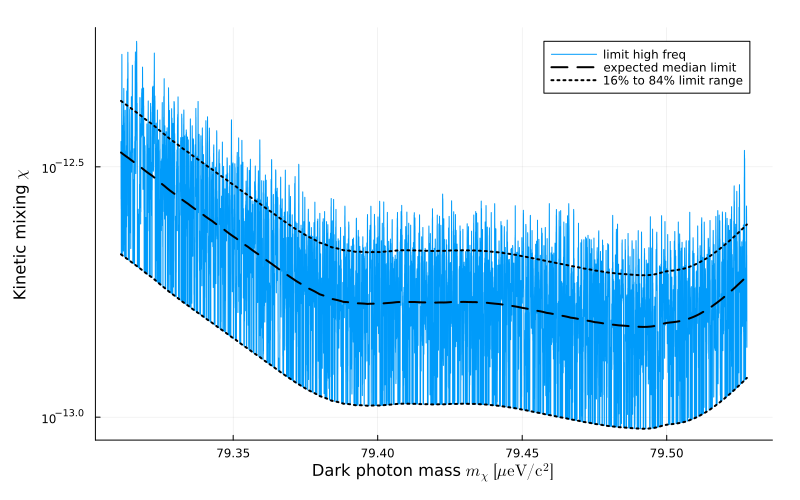 limit high freq
expected median limit
16% to 84% limit range
Kinetic mixing χ
10⁻¹²·⁵
10⁻¹³·⁰
79.35 79.40 79.45 79.50
Dark photon mass mᵪ [μeV/c²]